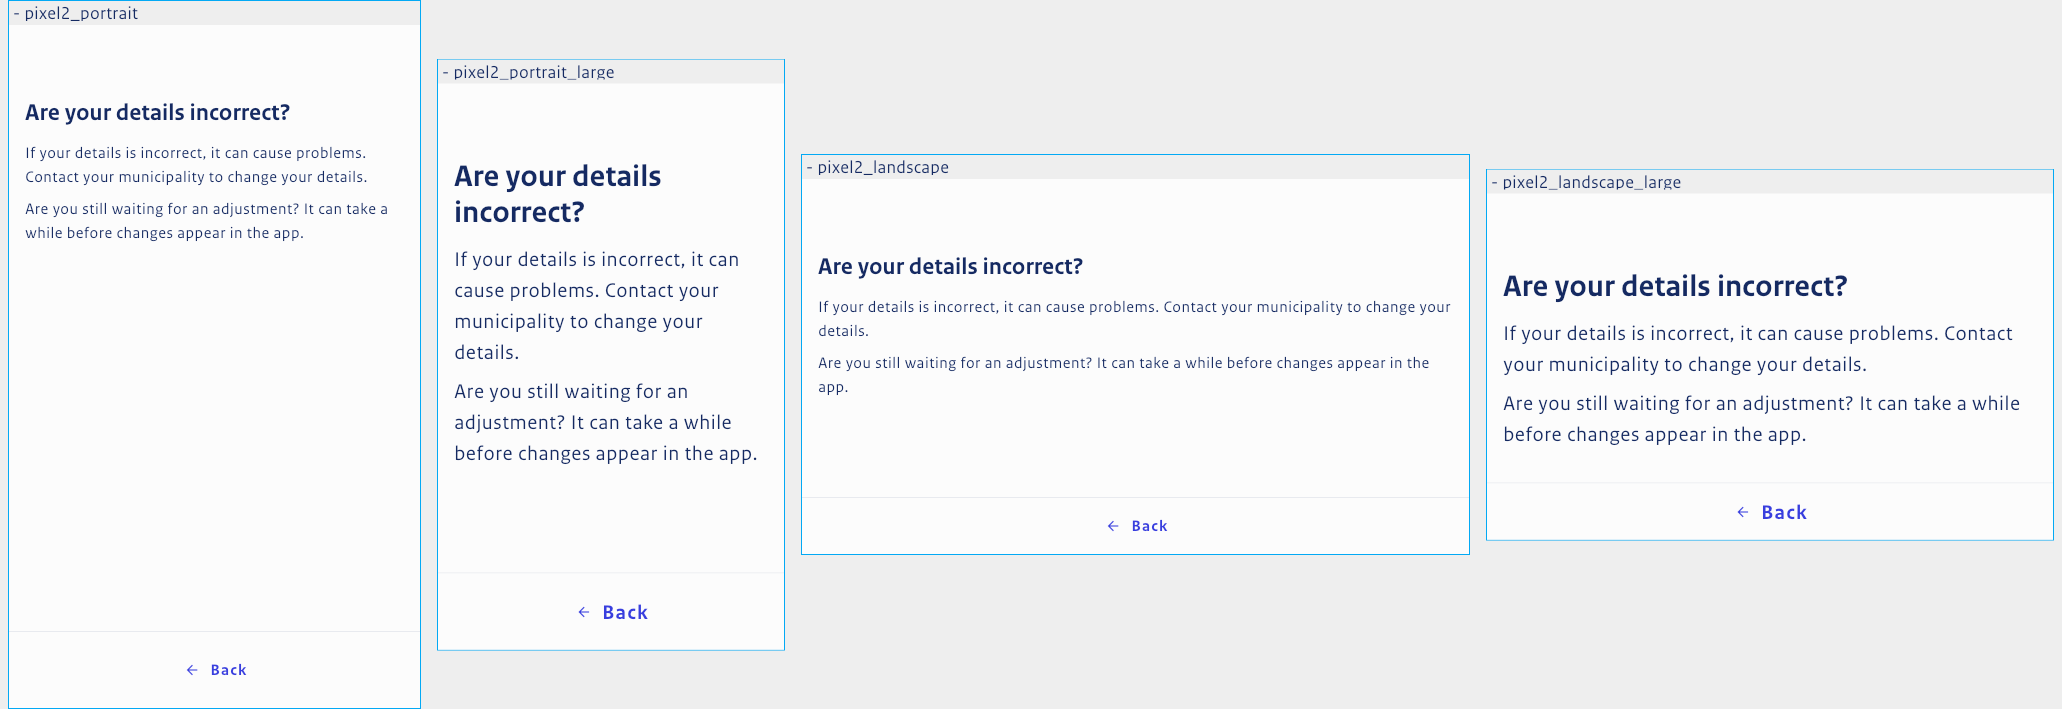 - pixel2_portrait
Are your details incorrect?
If your details is incorrect, it can cause problems.
Contact your municipality to change your details.
Are you still waiting for an adjustment? It can take a
while before changes appear in the app.
← Back
- pixel2_portrait_large
Are your details
incorrect?
If your details is incorrect, it can
cause problems. Contact your
municipality to change your
details.
Are you still waiting for an
adjustment? It can take a while
before changes appear in the app.
← Back
- pixel2_landscape
Are your details incorrect?
If your details is incorrect, it can cause problems. Contact your municipality to change your
details.
Are you still waiting for an adjustment? It can take a while before changes appear in the
app.
← Back
- pixel2_landscape_large
Are your details incorrect?
If your details is incorrect, it can cause problems. Contact
your municipality to change your details.
Are you still waiting for an adjustment? It can take a while
before changes appear in the app.
← Back